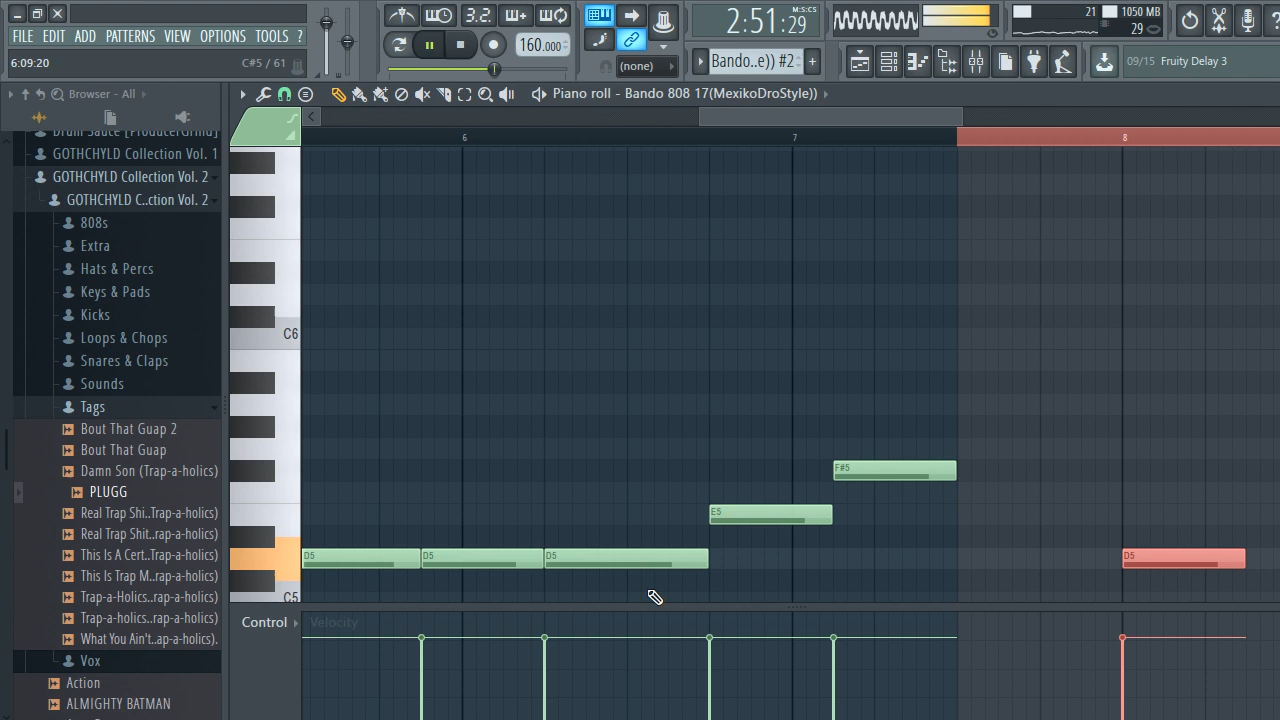 FILE EDIT ADD PATTERNS VIEW OPTIONS TOOLS ?
6:09:20 C#5 / 61
3.2.
160.000
(none)
2:51:29 M:S:CS
Bando..e)) #2 +
21 1050 MB
29
09/15 Fruity Delay 3
?
Browser - All
Piano roll - Bando 808 17(MexikoDroStyle))
Drum Sauce [ProducerGrind]
GOTHCHYLD Collection Vol. 1
GOTHCHYLD Collection Vol. 2
GOTHCHYLD C..ction Vol. 2
808s
Extra
Hats & Percs
Keys & Pads
Kicks
Loops & Chops
Snares & Claps
Sounds
Tags
Bout That Guap 2
Bout That Guap
Damn Son (Trap-a-holics)
PLUGG
Real Trap Shi..Trap-a-holics)
Real Trap Shit..rap-a-holics)
This Is A Cert..Trap-a-holics)
This Is Trap M..rap-a-holics)
Trap-a-Holics..rap-a-holics)
Trap-a-holics..rap-a-holics)
What You Ain't..ap-a-holics).
Vox
Action
ALMIGHTY BATMAN
6 7 8
C6
F#5
E5
D5 D5 D5 D5
C5
Control Velocity